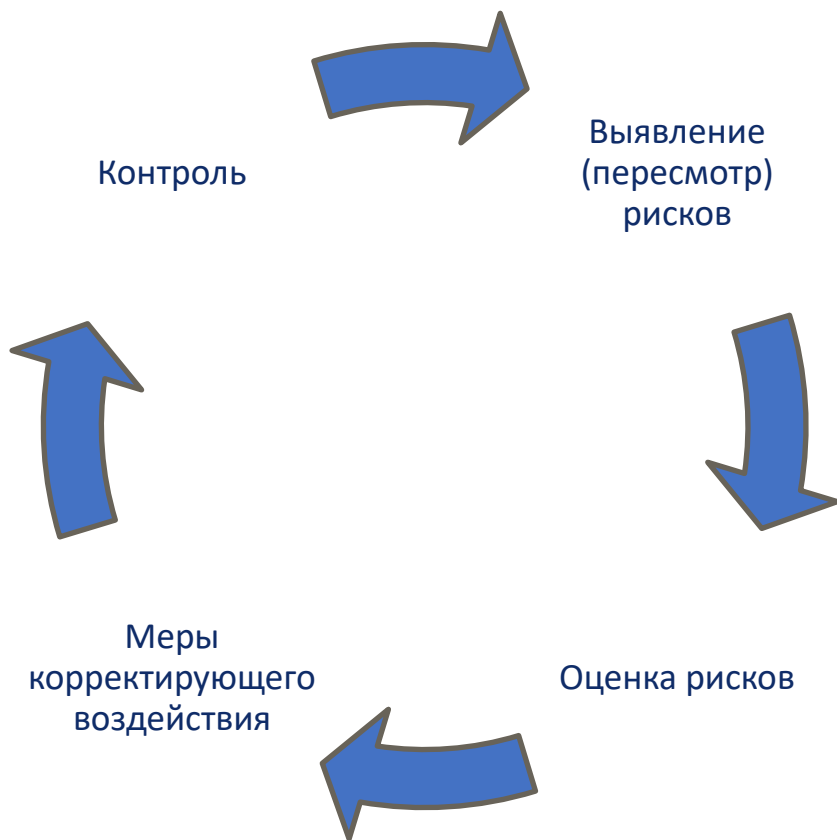 Контроль
Выявление
(пересмотр)
рисков
Меры
корректирующего
воздействия
Оценка рисков